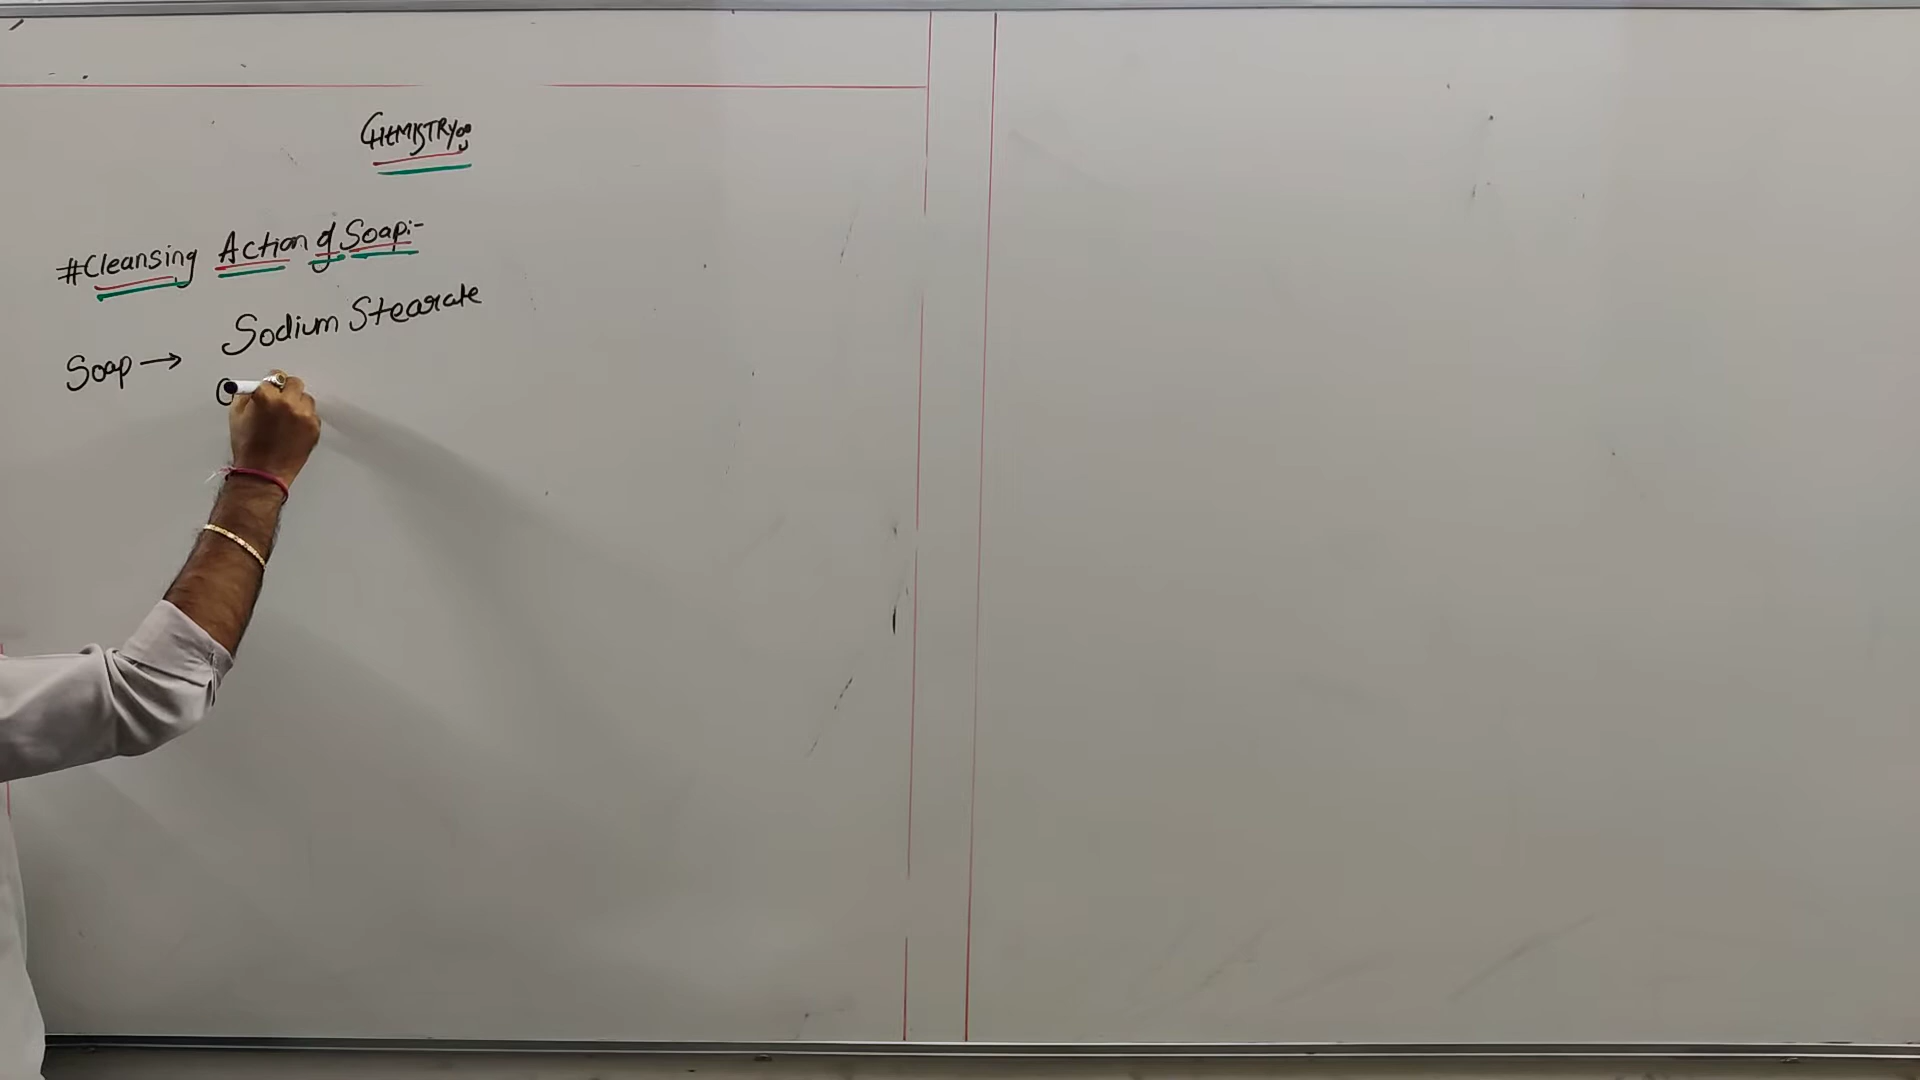 CHEMISTRY
#Cleansing Action of Soap:-
Sodium Stearate
Soap →